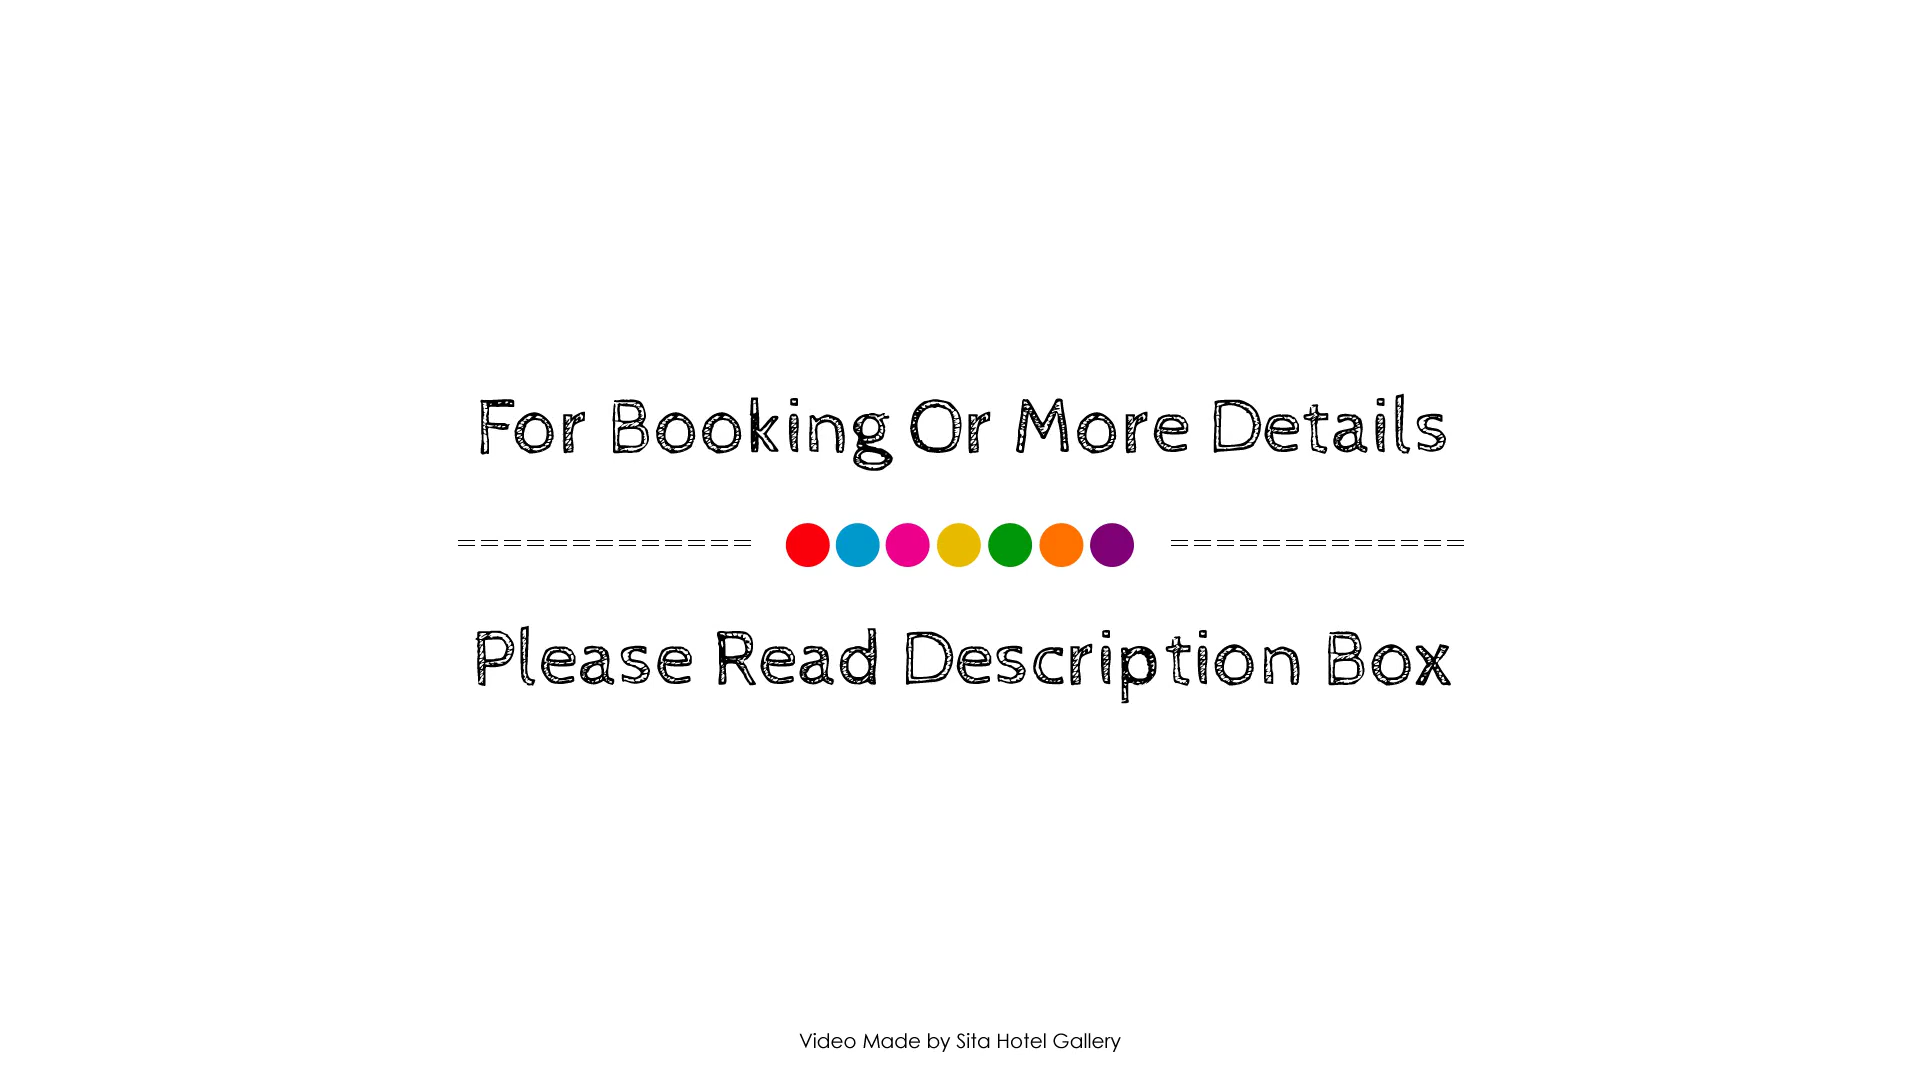 For Booking Or More Details
============= =============
Please Read Description Box
Video Made by Sita Hotel Gallery